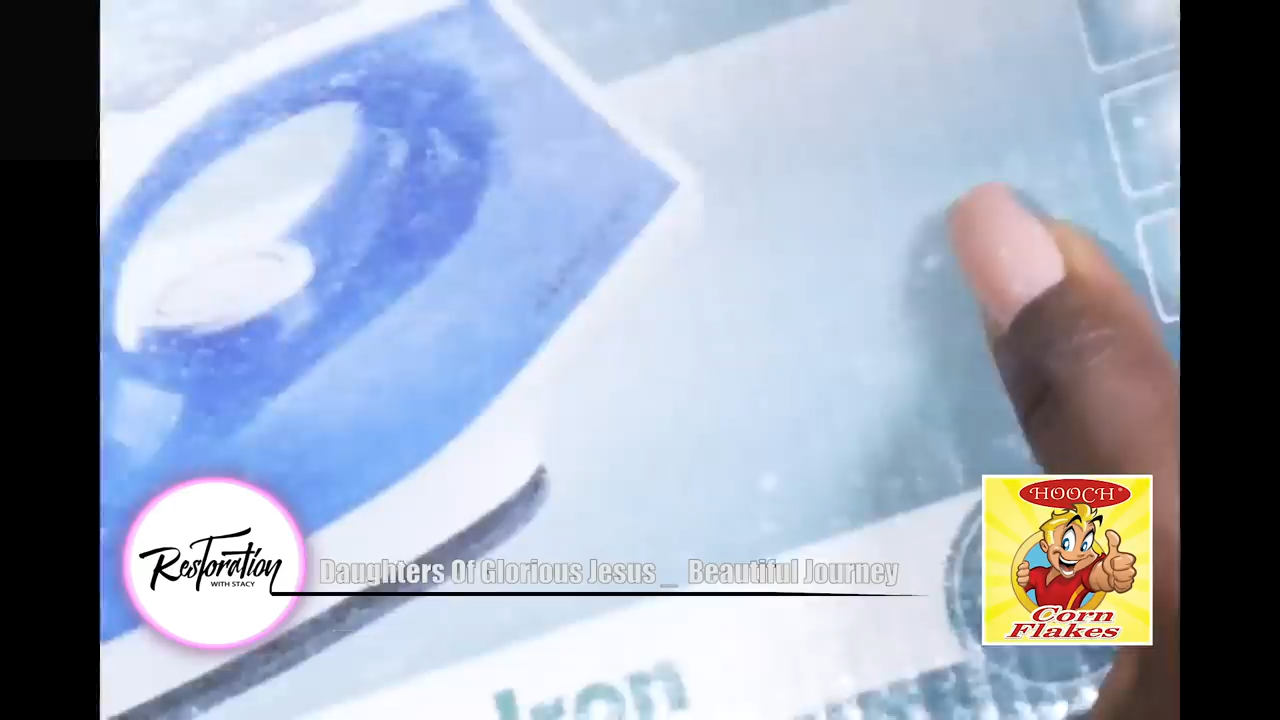 HOOCH®
Restoration
WITH STACY
Daughters Of Glorious Jesus _ Beautiful Journey
Corn
Flakes
Iron